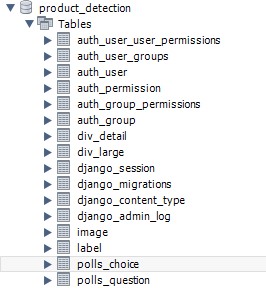 product_detection
Tables
auth_user_user_permissions
auth_user_groups
auth_user
auth_permission
auth_group_permissions
auth_group
div_detail
div_large
django_session
django_migrations
django_content_type
django_admin_log
image
label
polls_choice
polls_question